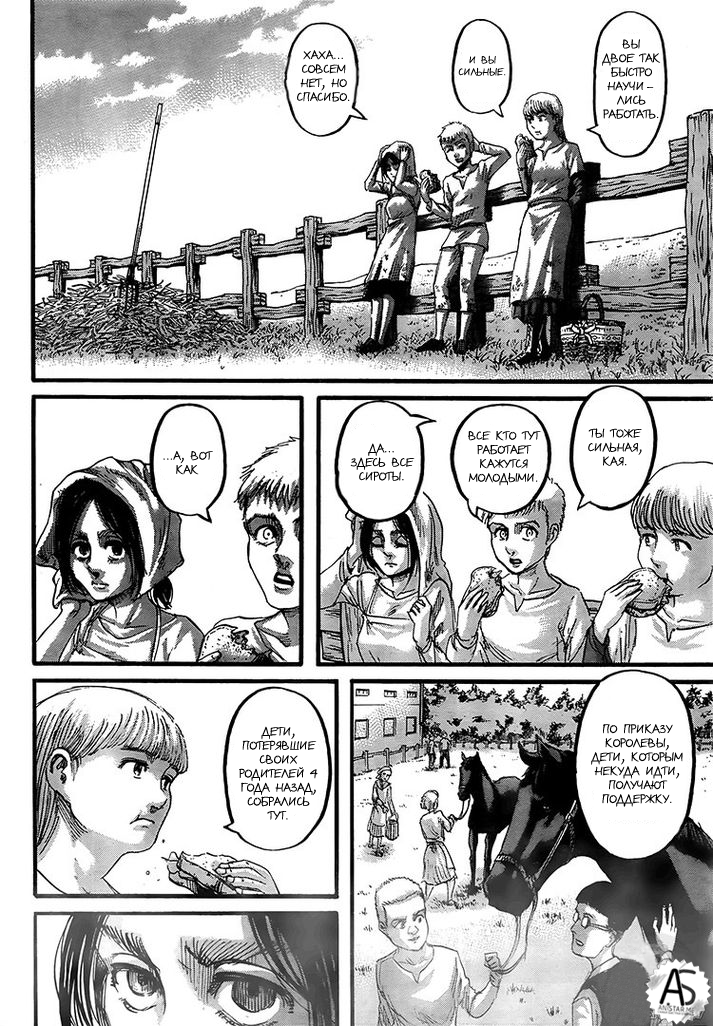 ВЫ
ДВОЕ ТАК
БЫСТРО
НАУЧИ-
ЛИСЬ
РАБОТАТЬ.
И ВЫ
СИЛЬНЫЕ.
ХАХА...
СОВСЕМ
НЕТ, НО
СПАСИБО.
ТЫ ТОЖЕ
СИЛЬНАЯ,
КАЯ.
ВСЕ КТО ТУТ
РАБОТАЕТ
КАЖУТСЯ
МОЛОДЫМИ.
ДА...
ЗДЕСЬ ВСЕ
СИРОТЫ.
...А, ВОТ
КАК
ПО ПРИКАЗУ
КОРОЛЕВЫ,
ДЕТИ, КОТОРЫМ
НЕКУДА ИДТИ,
ПОЛУЧАЮТ
ПОДДЕРЖКУ.
ДЕТИ,
ПОТЕРЯВШИЕ
СВОИХ
РОДИТЕЛЕЙ 4
ГОДА НАЗАД,
СОБРАЛИСЬ
ТУТ.
AS